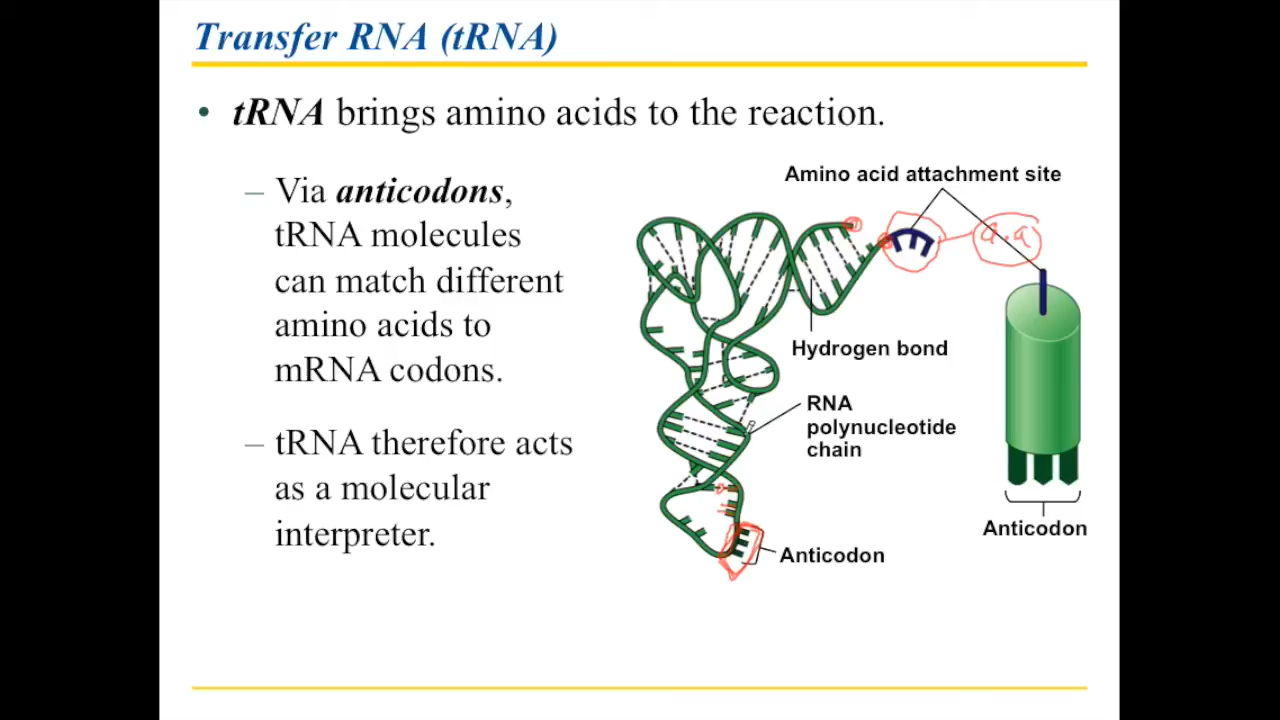 Transfer RNA (tRNA)
• tRNA brings amino acids to the reaction.
– Via anticodons,
tRNA molecules
can match different
amino acids to
mRNA codons.
– tRNA therefore acts
as a molecular
interpreter.
Amino acid attachment site
a.a
Hydrogen bond
RNA
polynucleotide
chain
Anticodon
Anticodon